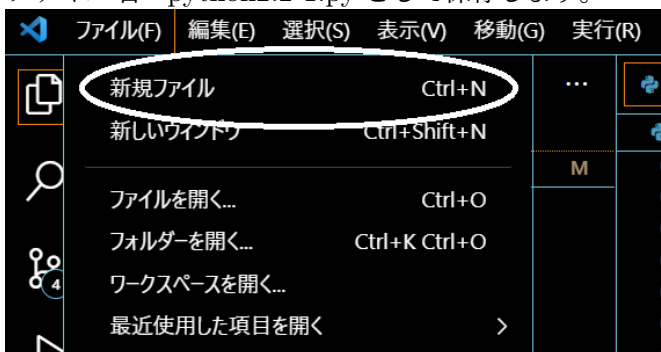 ファイル(F) 編集(E) 選択(S) 表示(V) 移動(G) 実行(R)
新規ファイル Ctrl+N ...
新しいウィンドウ Ctrl+Shift+N
M
ファイルを開く... Ctrl+O
フォルダーを開く... Ctrl+K Ctrl+O
4 ワークスペースを開く...
最近使用した項目を開く >